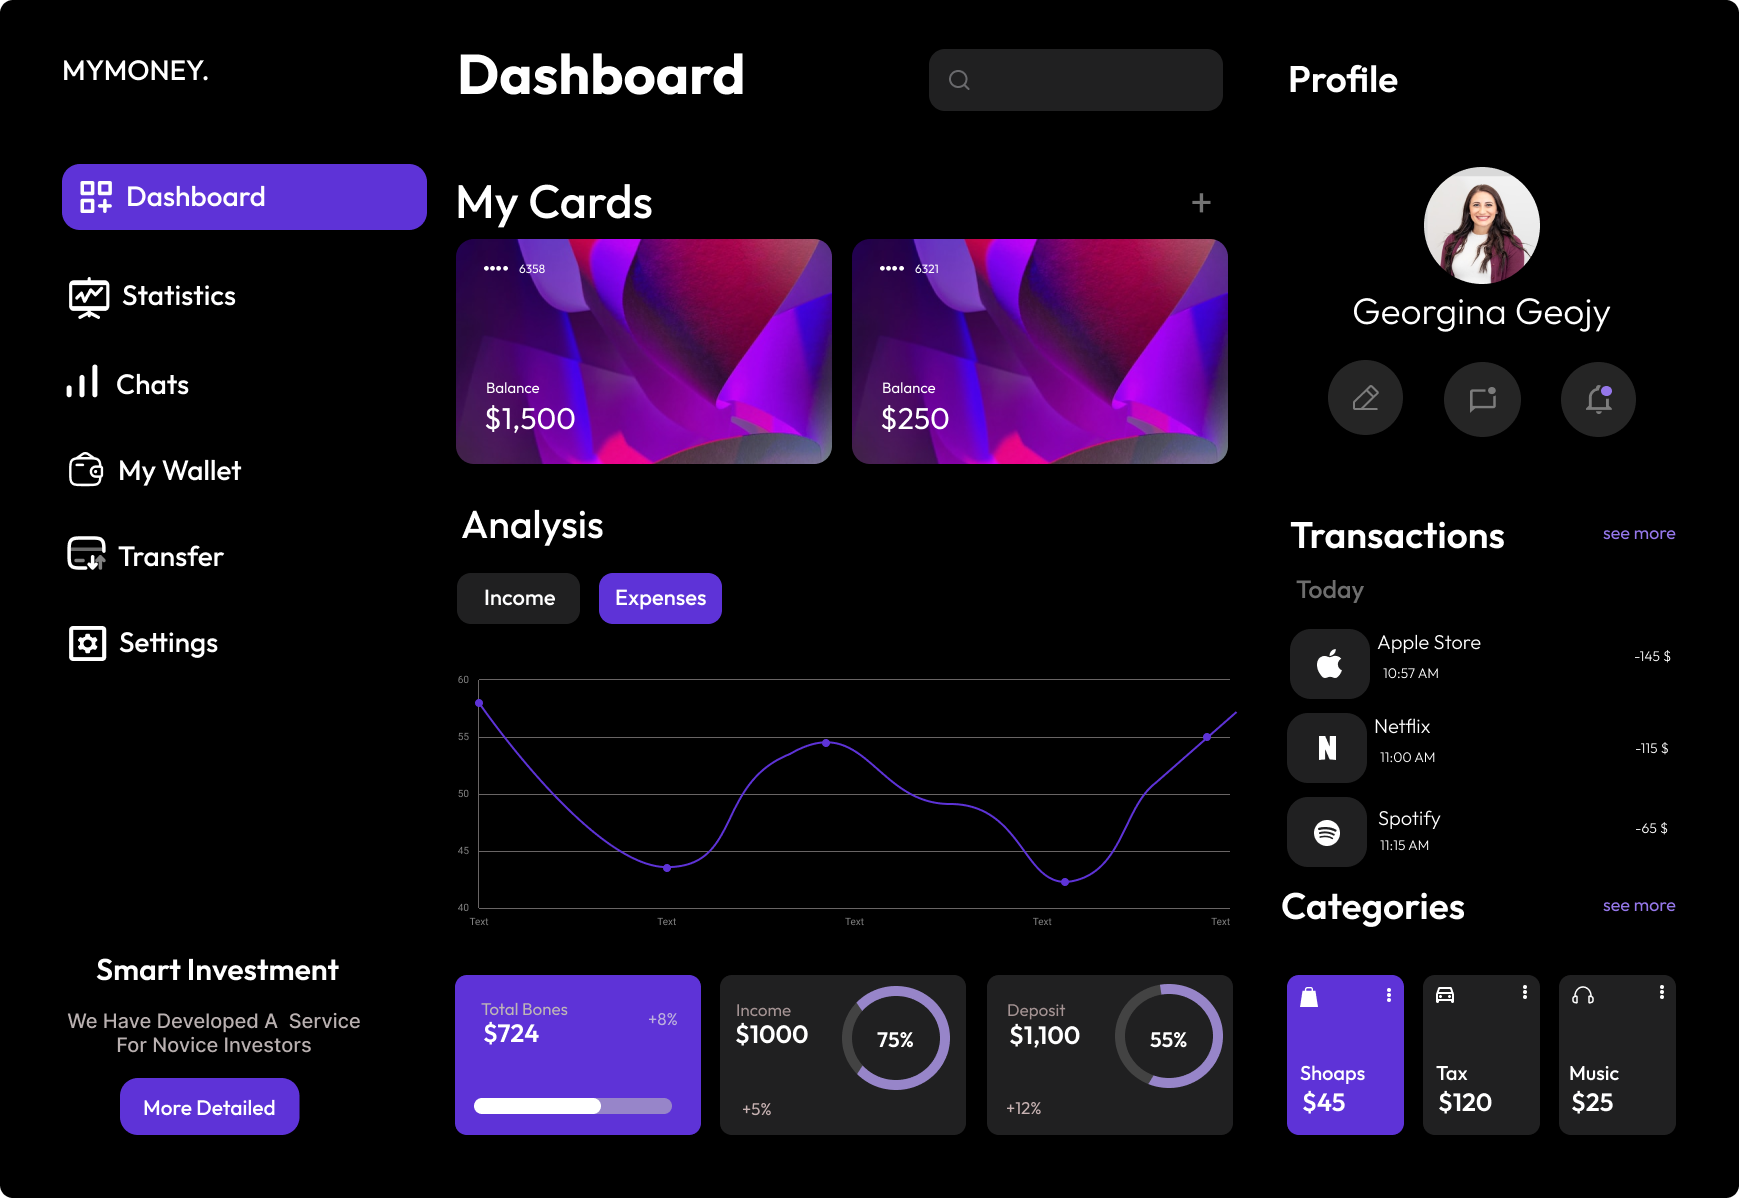 MYMONEY.
Dashboard
Statistics
Chats
My Wallet
Transfer
Settings
Smart Investment
We Have Developed A Service
For Novice Investors
More Detailed
Dashboard
My Cards
+
•••• 6358
Balance
$1,500
•••• 6321
Balance
$250
Analysis
Income
Expenses
60
55
50
45
40
Text
Text
Text
Text
Text
Total Bones
$724
+8%
Income
$1000
75%
+5%
Deposit
$1,100
55%
+12%
Profile
Georgina Geojy
Transactions
see more
Today
Apple Store
10:57 AM
-145 $
Netflix
11:00 AM
-115 $
Spotify
11:15 AM
-65 $
Categories
see more
Shoaps
$45
Tax
$120
Music
$25